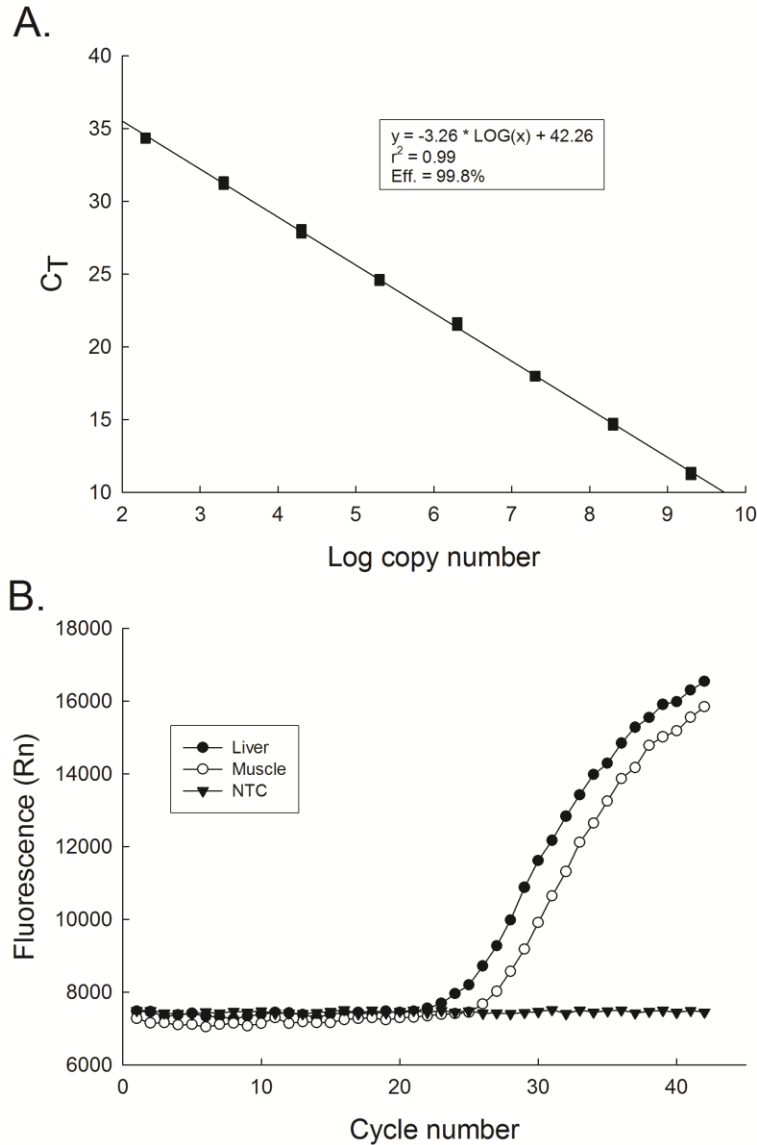 A.
40
35
30
25
20
15
10
CT
y = -3.26 * LOG(x) + 42.26
r2 = 0.99
Eff. = 99.8%
2 3 4 5 6 7 8 9 10
Log copy number
B.
18000
16000
14000
12000
10000
8000
6000
Fluorescence (Rn)
Liver
Muscle
NTC
0 10 20 30 40
Cycle number